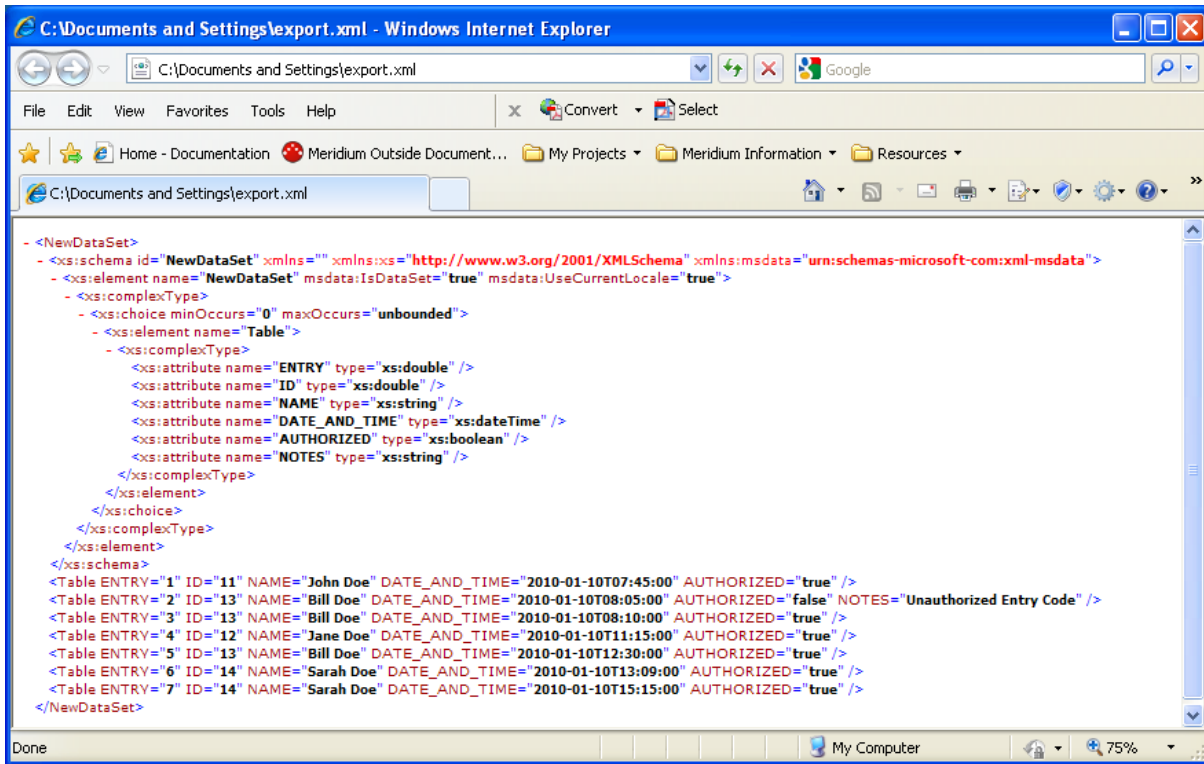 C:\Documents and Settings\export.xml - Windows Internet Explorer
C:\Documents and Settings\export.xml Google
File Edit View Favorites Tools Help x Convert Select
Home - Documentation Meridium Outside Document... My Projects Meridium Information Resources
C:\Documents and Settings\export.xml »
- <NewDataSet>
- <xs:schema id="NewDataSet" xmlns="" xmlns:xs="http://www.w3.org/2001/XMLSchema" xmlns:msdata="urn:schemas-microsoft-com:xml-msdata">
- <xs:element name="NewDataSet" msdata:IsDataSet="true" msdata:UseCurrentLocale="true">
- <xs:complexType>
- <xs:choice minOccurs="0" maxOccurs="unbounded">
- <xs:element name="Table">
- <xs:complexType>
<xs:attribute name="ENTRY" type="xs:double" />
<xs:attribute name="ID" type="xs:double" />
<xs:attribute name="NAME" type="xs:string" />
<xs:attribute name="DATE_AND_TIME" type="xs:dateTime" />
<xs:attribute name="AUTHORIZED" type="xs:boolean" />
<xs:attribute name="NOTES" type="xs:string" />
</xs:complexType>
</xs:element>
</xs:choice>
</xs:complexType>
</xs:element>
</xs:schema>
<Table ENTRY="1" ID="11" NAME="John Doe" DATE_AND_TIME="2010-01-10T07:45:00" AUTHORIZED="true" />
<Table ENTRY="2" ID="13" NAME="Bill Doe" DATE_AND_TIME="2010-01-10T08:05:00" AUTHORIZED="false" NOTES="Unauthorized Entry Code" />
<Table ENTRY="3" ID="13" NAME="Bill Doe" DATE_AND_TIME="2010-01-10T08:10:00" AUTHORIZED="true" />
<Table ENTRY="4" ID="12" NAME="Jane Doe" DATE_AND_TIME="2010-01-10T11:15:00" AUTHORIZED="true" />
<Table ENTRY="5" ID="13" NAME="Bill Doe" DATE_AND_TIME="2010-01-10T12:30:00" AUTHORIZED="true" />
<Table ENTRY="6" ID="14" NAME="Sarah Doe" DATE_AND_TIME="2010-01-10T13:09:00" AUTHORIZED="true" />
<Table ENTRY="7" ID="14" NAME="Sarah Doe" DATE_AND_TIME="2010-01-10T15:15:00" AUTHORIZED="true" />
</NewDataSet>
Done My Computer 75%